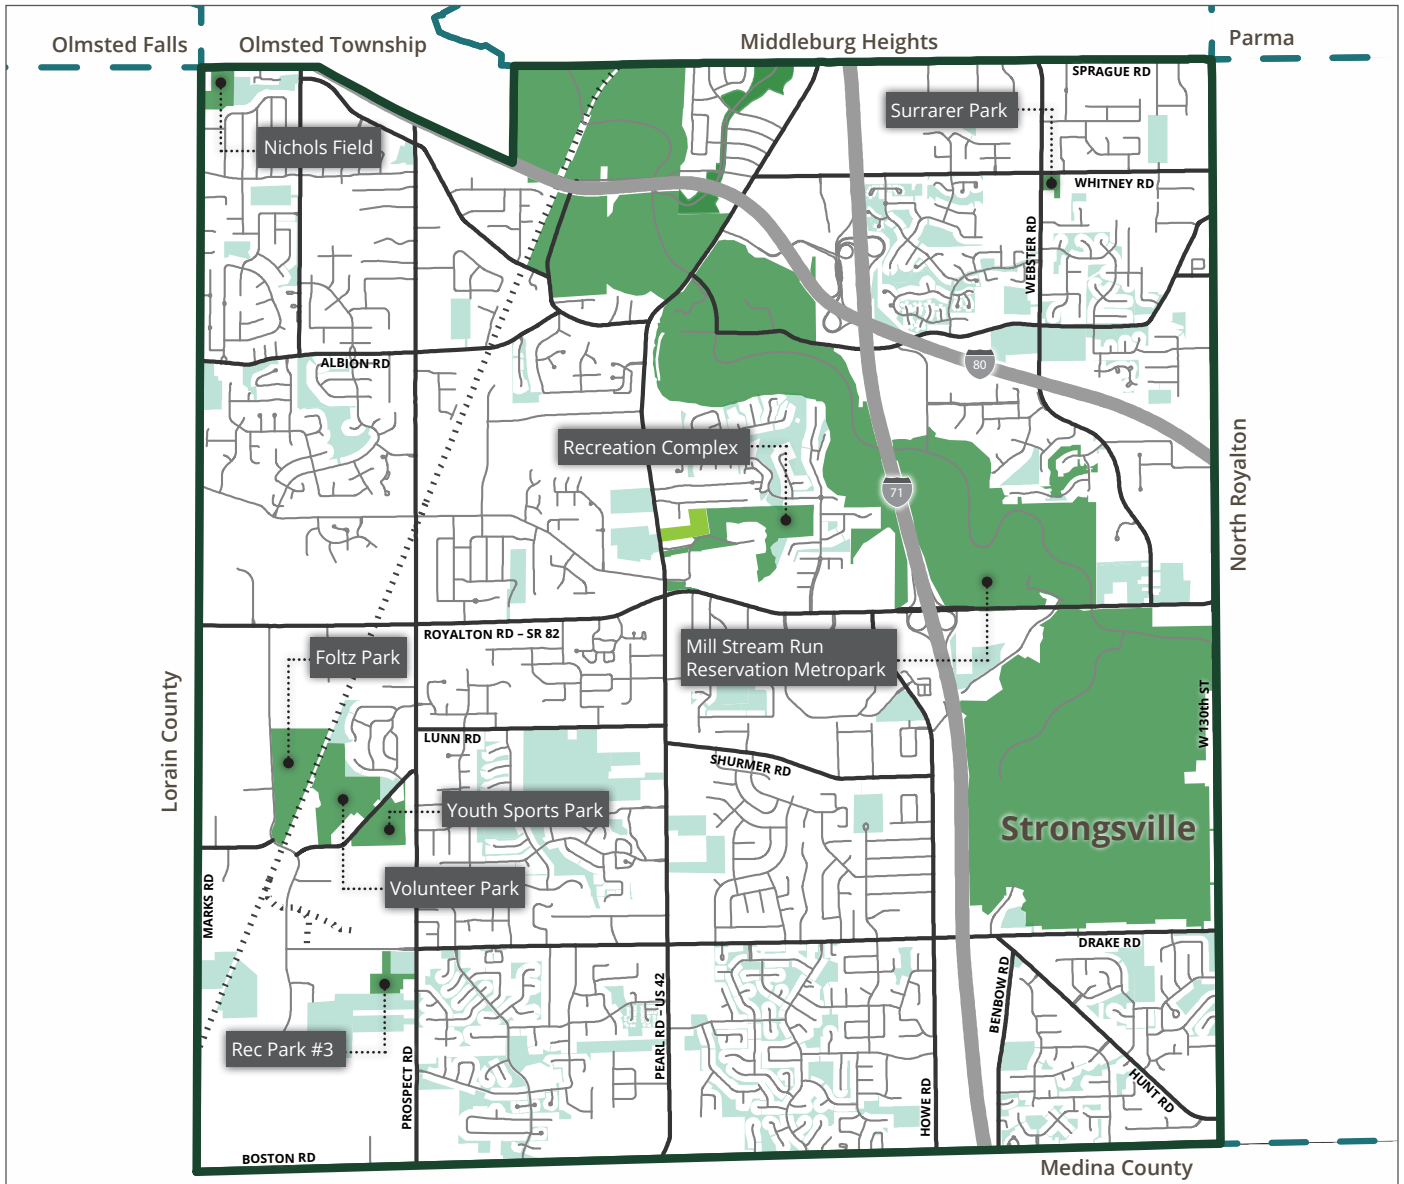 Olmsted Falls
Olmsted Township
Middleburg Heights
Parma
SPRAGUE RD
Surrarer Park
Nichols Field
WHITNEY RD
WEBSTER RD
ALBION RD
80
Recreation Complex
71
North Royalton
ROYALTON RD – SR 82
Foltz Park
Mill Stream Run
Reservation Metropark
Lorain County
W 130th ST
LUNN RD
SHURMER RD
Youth Sports Park
Strongsville
Volunteer Park
MARKS RD
DRAKE RD
BENBOW RD
PEARL RD – US 42
Rec Park #3
PROSPECT RD
HOWE RD
HUNT RD
BOSTON RD
Medina County